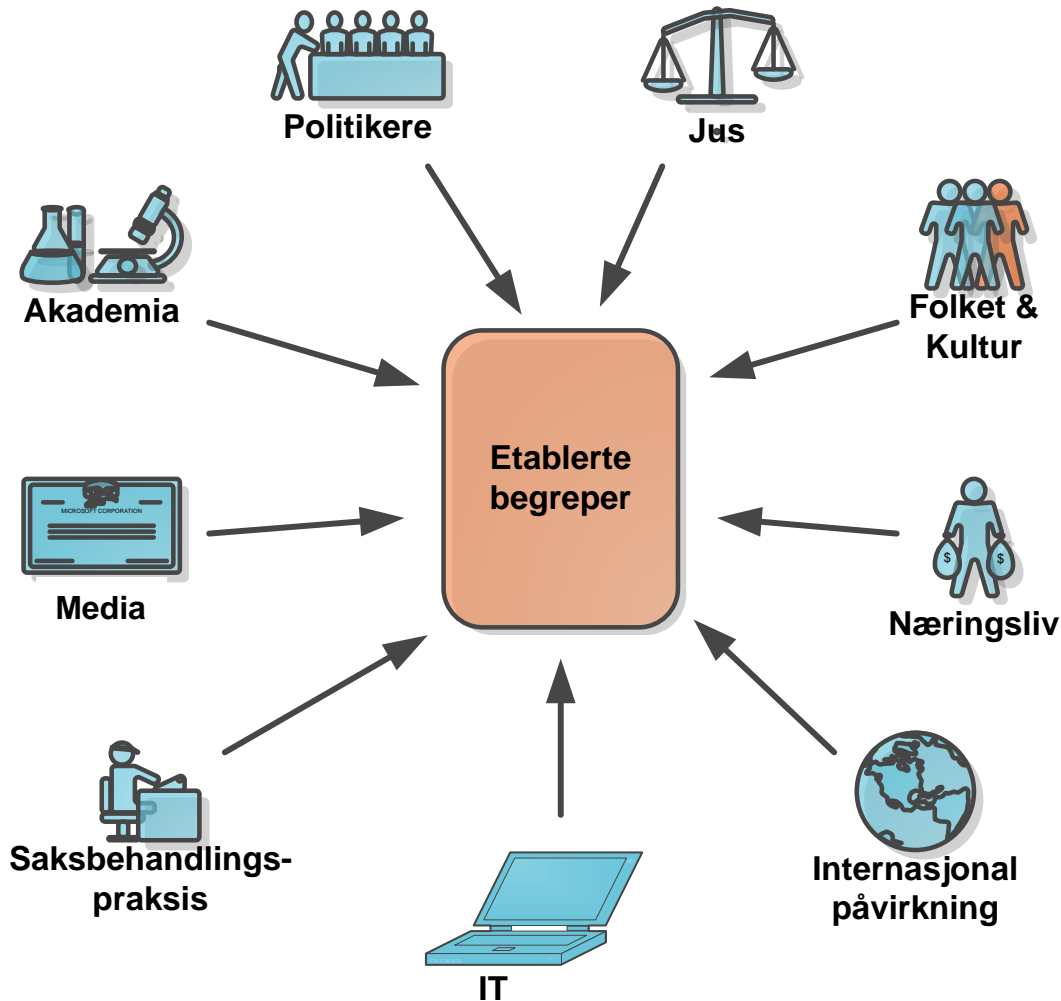 Politikere
Jus
Akademia
Folket &
Kultur
Etablerte
begreper
MICROSOFT CORPORATION
Media
$ $
Næringsliv
Saksbehandlings-
praksis
Internasjonal
påvirkning
IT